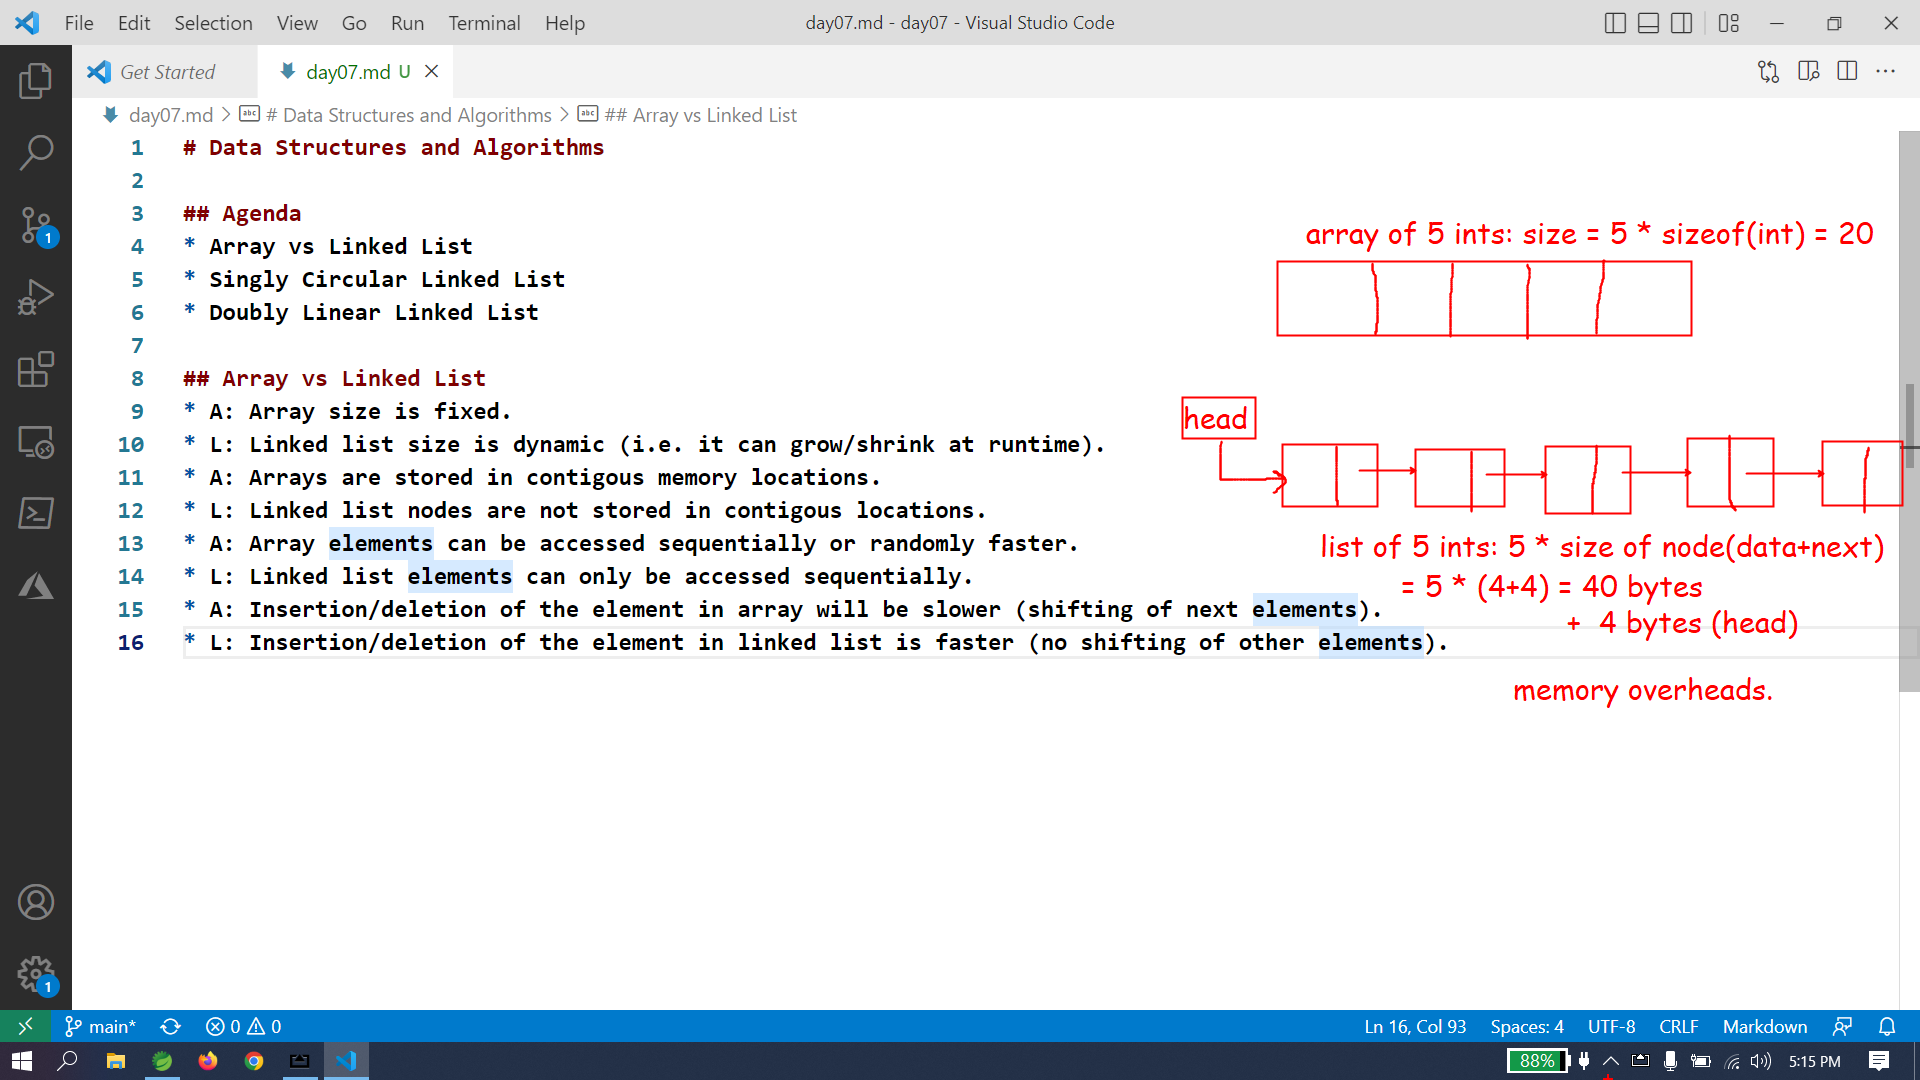 File Edit Selection View Go Run Terminal Help day07.md - day07 - Visual Studio Code
Get Started day07.md U
day07.md > # Data Structures and Algorithms > ## Array vs Linked List
1 # Data Structures and Algorithms
2
3 ## Agenda
4 * Array vs Linked List
5 * Singly Circular Linked List
6 * Doubly Linear Linked List
7
8 ## Array vs Linked List
9 * A: Array size is fixed.
10 * L: Linked list size is dynamic (i.e. it can grow/shrink at runtime).
11 * A: Arrays are stored in contigous memory locations.
12 * L: Linked list nodes are not stored in contigous locations.
13 * A: Array elements can be accessed sequentially or randomly faster.
14 * L: Linked list elements can only be accessed sequentially.
15 * A: Insertion/deletion of the element in array will be slower (shifting of next elements).
16 * L: Insertion/deletion of the element in linked list is faster (no shifting of other elements).
array of 5 ints: size = 5 * sizeof(int) = 20
head
list of 5 ints: 5 * size of node(data+next)
= 5 * (4+4) = 40 bytes
+ 4 bytes (head)
memory overheads.
1
1
main* 0 0 Ln 16, Col 93 Spaces: 4 UTF-8 CRLF Markdown
88% 5:15 PM